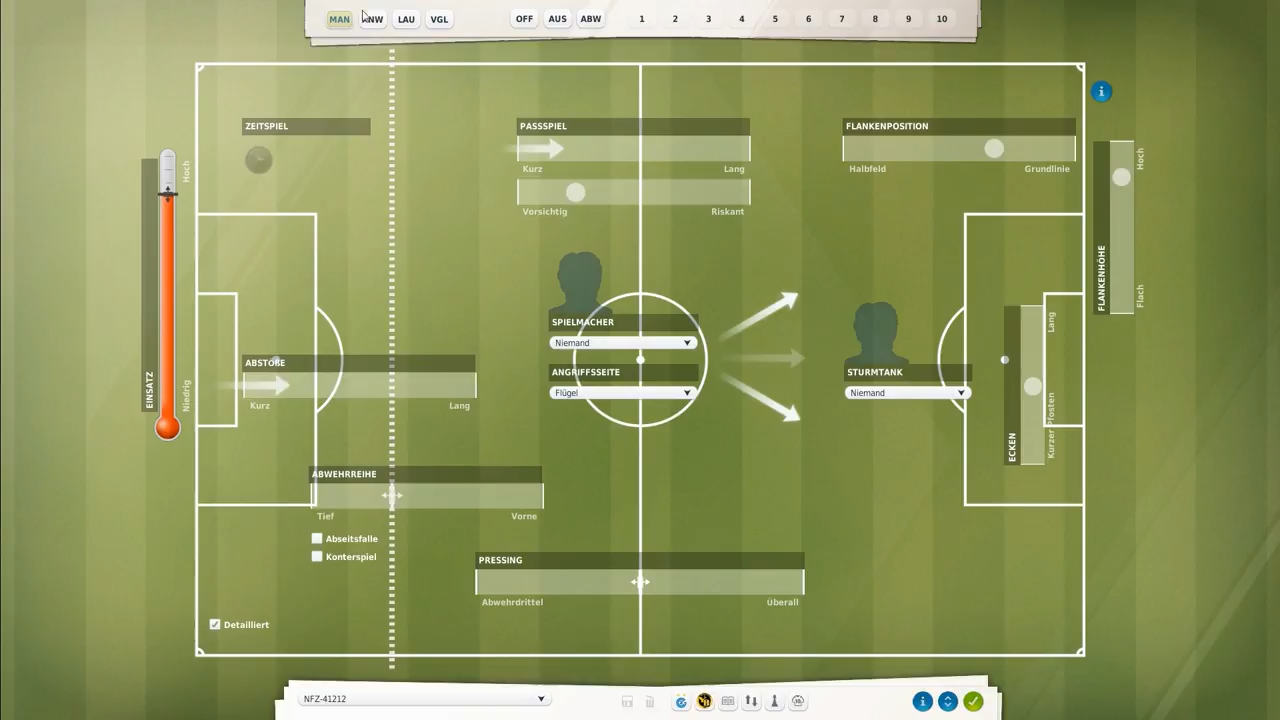 MAN ANW LAU VGL OFF AUS ABW 1 2 3 4 5 6 7 8 9 10
ZEITSPIEL
PASSSPIEL
Kurz Lang
Vorsichtig Riskant
FLANKENPOSITION
Halbfeld Grundlinie
Hoch
EINSATZ
Niedrig
Hoch
FLANKENHÖHE
Flach
SPIELMACHER
Niemand
ANGRIFFSSEITE
Flügel
STURMTANK
Niemand
Lang
ECKEN
Kurzer Pfosten
ABSTÖßE
Kurz Lang
ABWEHRREIHE
Tief Vorne
Abseitsfalle
Konterspiel
PRESSING
Abwehrdrittel Überall
Detailliert
NFZ-41212